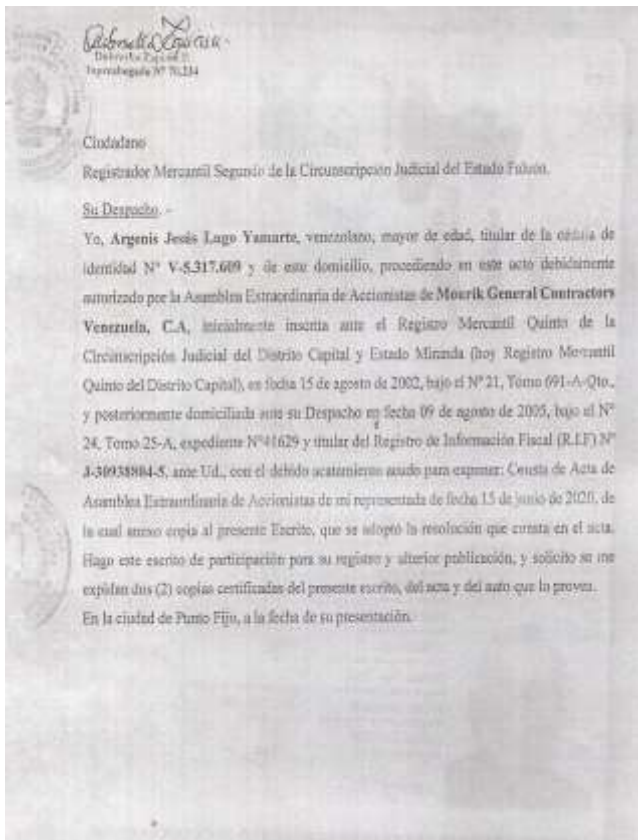 Inpreabogado Nº 70.234
Ciudadano
Registrador Mercantil Segundo de la Circunscripción Judicial del Estado Falcón.
Su Despacho. -
Yo, Argenis Jesús Lugo Yamarte, venezolano, mayor de edad, titular de la cédula de
identidad Nº V-5.317.609 y de este domicilio, procediendo en este acto debidamente
autorizado por la Asamblea Extraordinaria de Accionistas de Mourik General Contractors
Venezuela, C.A, inicialmente inserita ante el Registro Mercantil Quinto de la
Circunscripción Judicial del Distrito Capital y Estado Miranda (hoy Registro Mercantil
Quinto del Distrito Capital), en fecha 15 de agosto de 2002, bajo el Nº 21, Tomo 691-A-Qto.,
y posteriormente domiciliada ante su Despacho en fecha 09 de agosto de 2005, bajo el Nº
24, Tomo 25-A, expediente Nº41629 y titular del Registro de Información Fiscal (R.I.F) Nº
J-30938804-5, ante Ud., con el debido acatamiento acudo para exponer: Consta de Acta de
Asamblea Extraordinaria de Accionistas de mi representada de fecha 15 de junio de 2020, de
la cual anexo copia al presente Escrito, que se adoptó la resolución que consta en el acta.
Hago este escrito de participación para su registro y ulterior publicación, y solicito se me
expidan dos (2) copias certificadas del presente escrito, del acta y del auto que lo provea.
En la ciudad de Punto Fijo, a la fecha de su presentación.